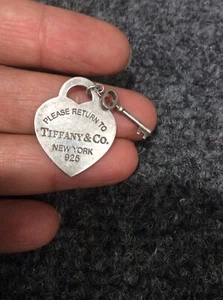 PLEASE RETURN TO
TIFFANY & CO.
NEW YORK
925